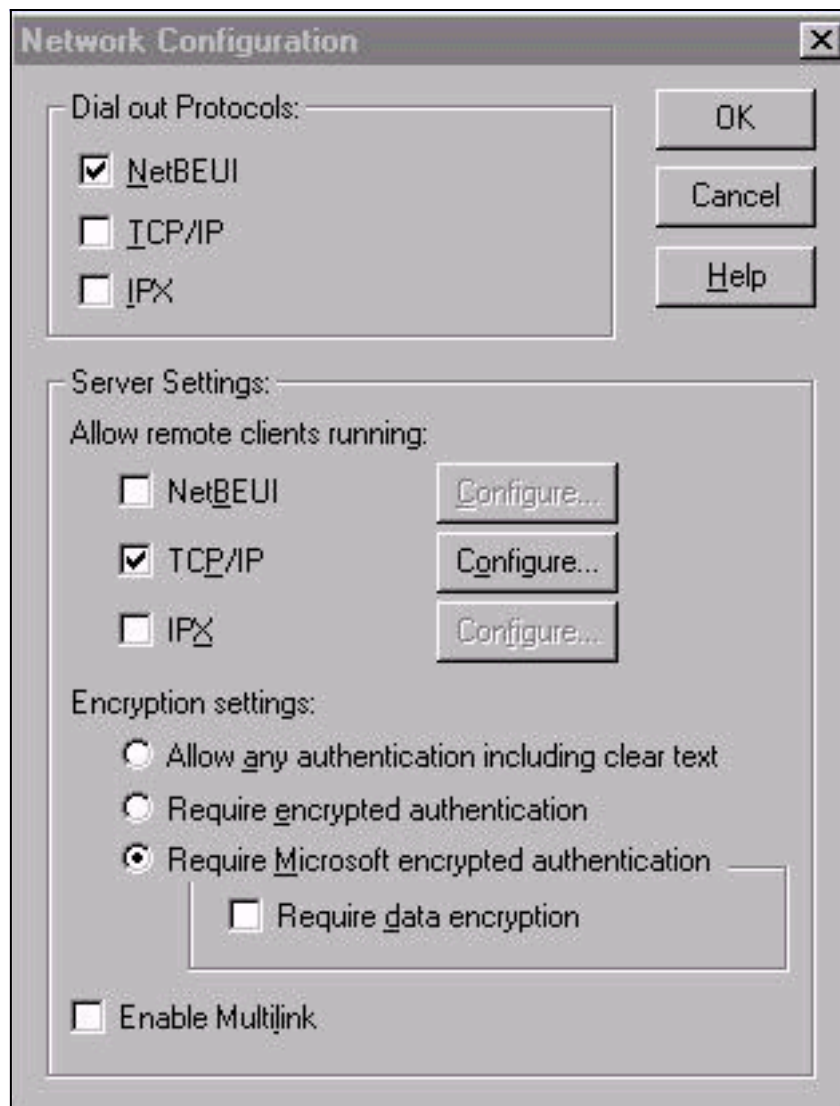 Network Configuration
Dial out Protocols:
OK
NetBEUI
Cancel
TCP/IP
Help
IPX
Server Settings:
Allow remote clients running:
NetBEUI
Configure...
TCP/IP
Configure...
IPX
Configure...
Encryption settings:
Allow any authentication including clear text
Require encrypted authentication
Require Microsoft encrypted authentication
Require data encryption
Enable Multilink